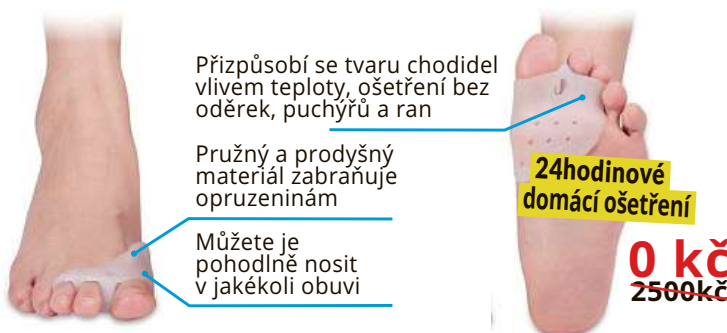 Přizpůsobí se tvaru chodidel
vlivem teploty, ošetření bez
oděrek, puchýřů a ran
Pružný a prodyšný
materiál zabraňuje
opruzeninám
Můžete je
pohodlně nosit
v jakékoli obuvi
24hodinové
domácí ošetření
0 kč
2500kč